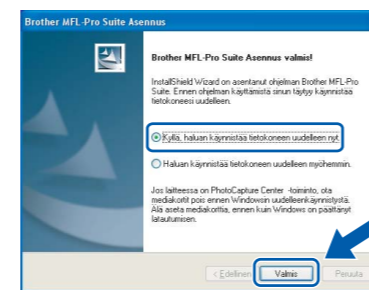 Brother MFL-Pro Suite Asennus
Brother MFL-Pro Suite Asennus valmis!
InstallShield Wizard on asentanut ohjelman Brother MFL-Pro
Suite. Ennen ohjelman käyttämistä sinun täytyy käynnistää
tietokoneesi uudelleen.
Kyllä, haluan käynnistää tietokoneen uudelleen nyt.
Haluan käynnistää tietokoneen uudelleen myöhemmin.
Jos laitteessa on PhotoCapture Center -toiminto, ota
mediakortit pois ennen Windowsin uudelleenkäynnistystä.
Älä aseta mediakorttia, ennen kuin Windows on päättänyt
latautumisen.
< Edellinen Valmis Peruuta